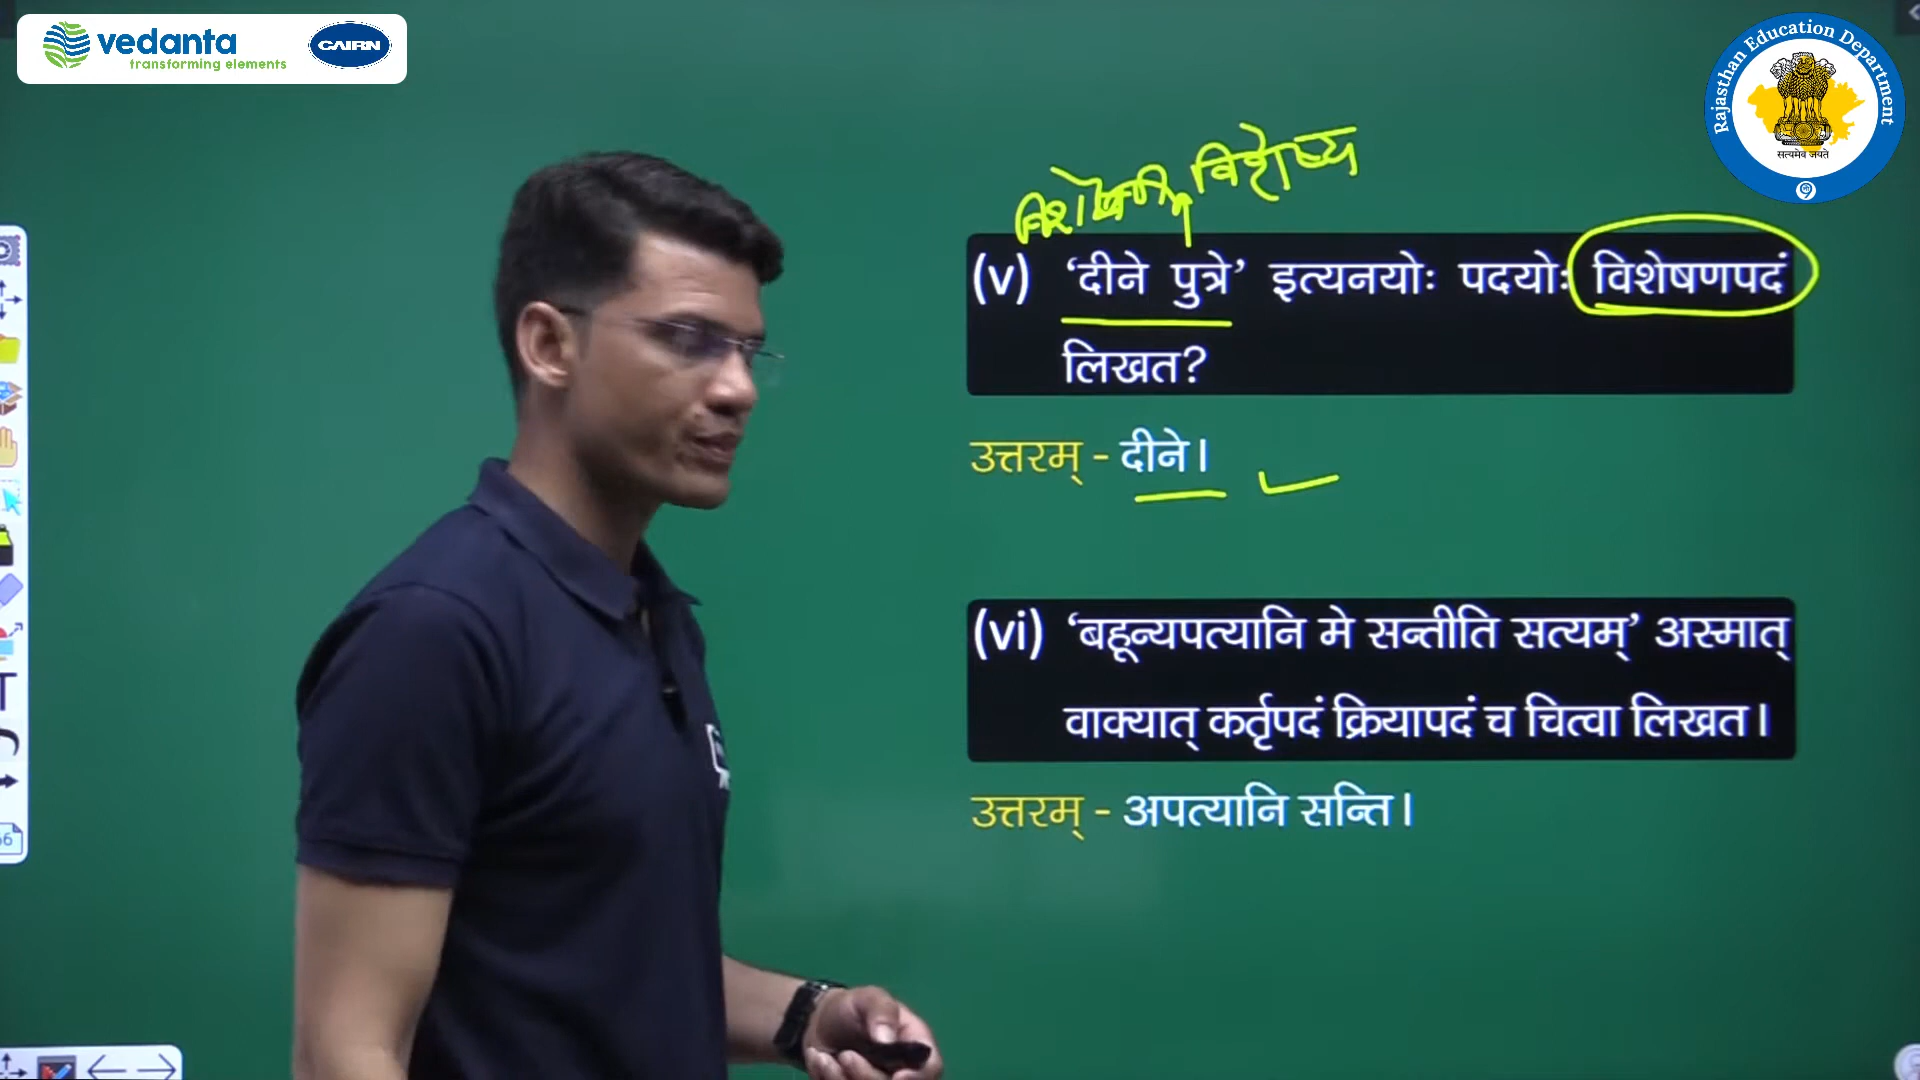 vedanta
transforming elements
CAIRN
Rajasthan Education Department
सत्यमेव जयते
विशेषण विशेष्य
(v) ‘दीने पुत्रे’ इत्यनयोः पदयोः विशेषणपदं
लिखत?
उत्तरम् - दीने।
(vi) ‘बहून्यपत्यानि मे सन्तीति सत्यम्’ अस्मात्
वाक्यात् कर्तृपदं क्रियापदं च चित्वा लिखत।
उत्तरम् - अपत्यानि सन्ति।